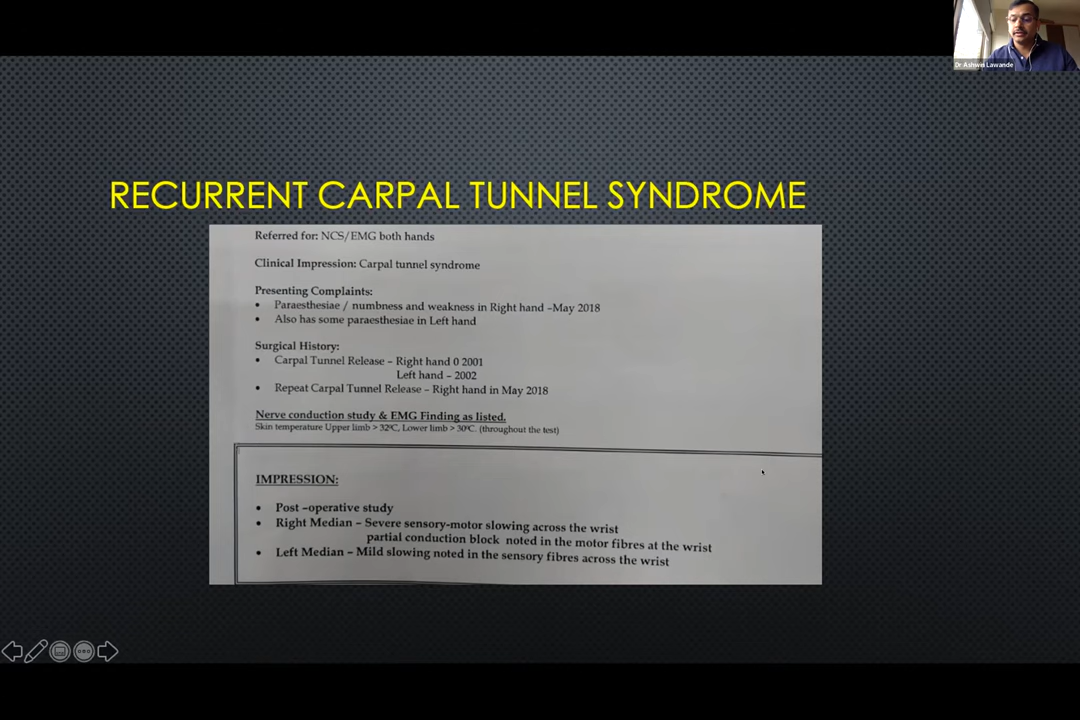 Dr Ashwin Lawande
RECURRENT CARPAL TUNNEL SYNDROME
Referred for: NCS/EMG both hands
Clinical Impression: Carpal tunnel syndrome
Presenting Complaints:
• Paraesthesiae / numbness and weakness in Right hand –May 2018
• Also has some paraesthesiae in Left hand
Surgical History:
• Carpal Tunnel Release – Right hand 0 2001
Left hand – 2002
• Repeat Carpal Tunnel Release – Right hand in May 2018
Nerve conduction study & EMG Finding as listed.
Skin temperature Upper limb > 32°C, Lower limb > 30°C. (throughout the test)
IMPRESSION:
• Post –operative study
• Right Median – Severe sensory-motor slowing across the wrist
partial conduction block noted in the motor fibres at the wrist
• Left Median – Mild slowing noted in the sensory fibres across the wrist